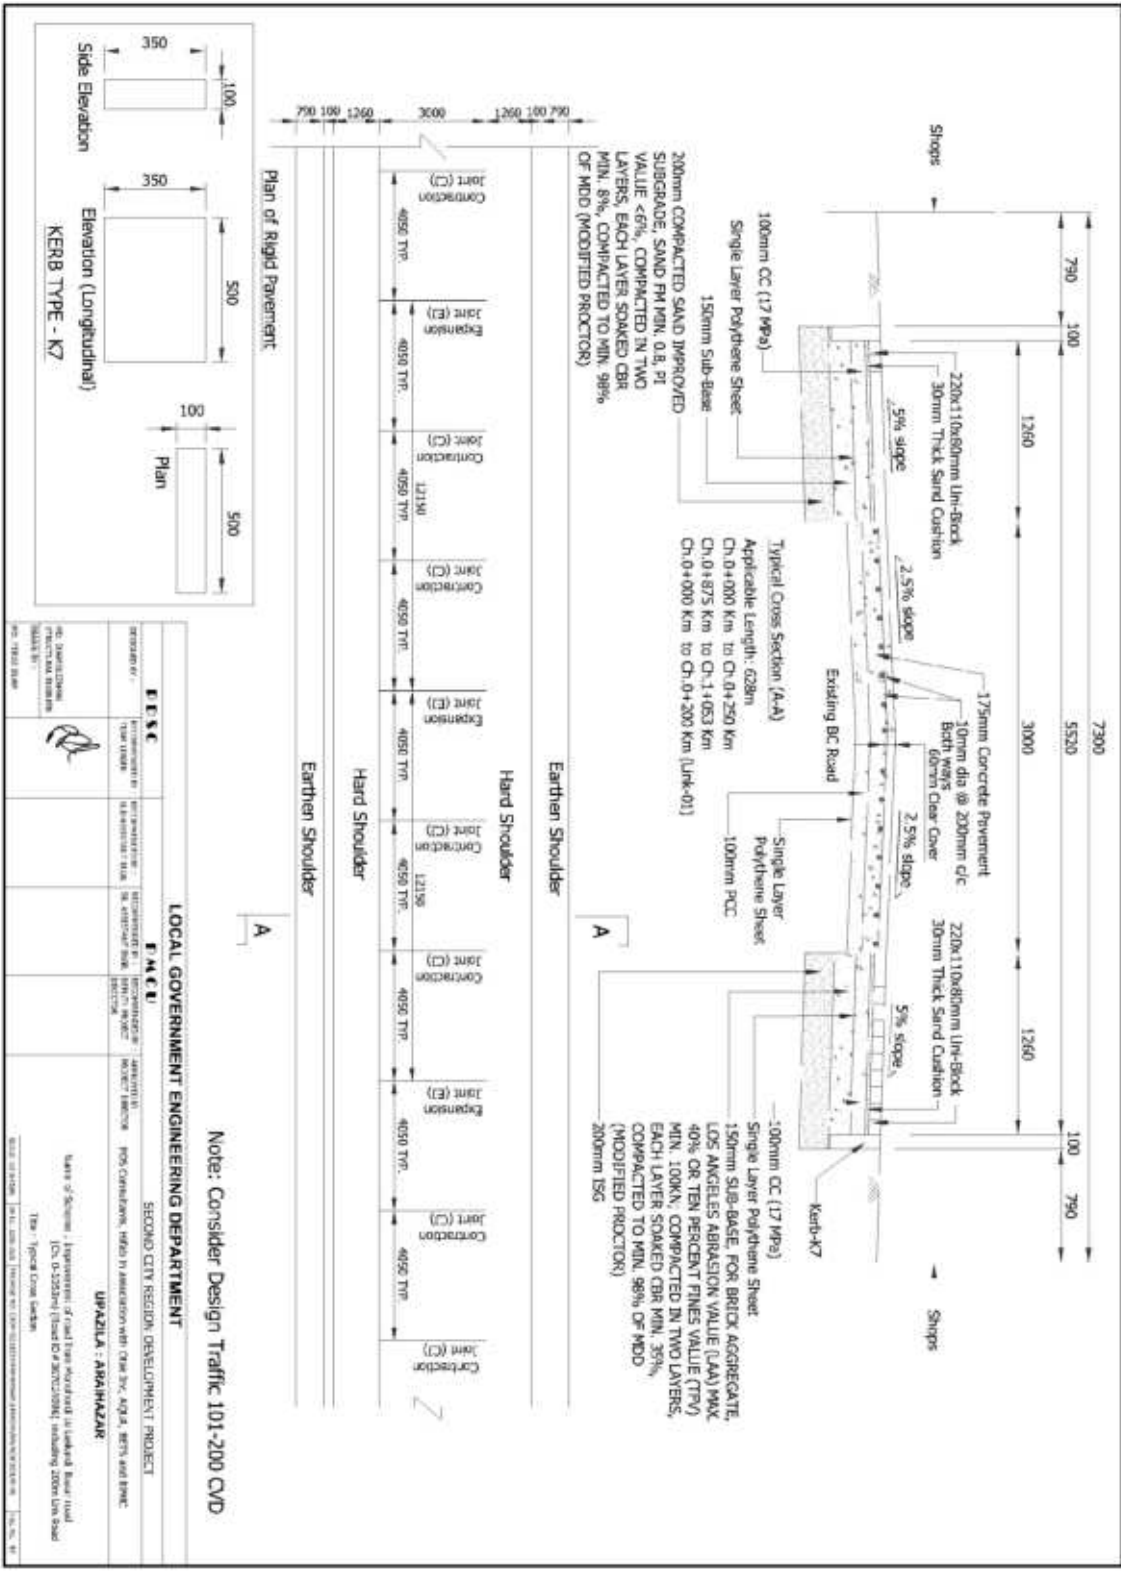 7300
5520
790
100
1260
3000
1260
100
790
Shops
Shops
220x110x80mm Uni-Block
30mm Thick Sand Cushion
5% slope
2.5% slope
175mm Concrete Pavement
10mm dia @ 200mm c/c
Both ways
60mm Clear Cover
2.5% slope
220x110x80mm Uni-Block
30mm Thick Sand Cushion
5% slope
Kerb-K7
100mm CC (17 MPa)
Single Layer Polythene Sheet
150mm Sub-Base
200mm COMPACTED SAND IMPROVED
SUBGRADE, SAND FM MIN. 0.8, PI
VALUE <6%, COMPACTED IN TWO
LAYERS, EACH LAYER SOAKED CBR
MIN. 8%, COMPACTED TO MIN. 98%
OF MDD (MODIFIED PROCTOR)
Existing BC Road
Typical Cross Section (A-A)
Applicable Length: 628m
Ch.0+000 Km to Ch.0+250 Km
Ch.0+875 Km to Ch.1+053 Km
Ch.0+000 Km to Ch.0+200 Km (Link-01)
Single Layer
Polythene Sheet
100mm PCC
100mm CC (17 MPa)
Single Layer Polythene Sheet
150mm SUB-BASE, FOR BRICK AGGREGATE,
LOS ANGELES ABRASION VALUE (LAA) MAX.
40% OR TEN PERCENT FINES VALUE (TPV)
MIN. 100KN, COMPACTED IN TWO LAYERS,
EACH LAYER SOAKED CBR MIN. 35%,
COMPACTED TO MIN. 98% OF MDD
(MODIFIED PROCTOR)
200mm ISG
A
790 100 1260 3000 1260 100 790
Earthen Shoulder
Hard Shoulder
Contraction
Joint (CJ)
Expansion
Joint (EJ)
Contraction
Joint (CJ)
Contraction
Joint (CJ)
Expansion
Joint (EJ)
Contraction
Joint (CJ)
Contraction
Joint (CJ)
Expansion
Joint (EJ)
Contraction
Joint (CJ)
Contraction
Joint (CJ)
12150
12150
4050 TYP.
4050 TYP.
4050 TYP.
4050 TYP.
4050 TYP.
4050 TYP.
4050 TYP.
4050 TYP.
4050 TYP.
Hard Shoulder
Earthen Shoulder
A
Plan of Rigid Pavement
Note: Consider Design Traffic 101-200 CVD
100
350
Side Elevation
500
350
Elevation (Longitudinal)
500
100
Plan
KERB TYPE - K7
LOCAL GOVERNMENT ENGINEERING DEPARTMENT
DDSC
PMCU
SECOND CITY REGION DEVELOPMENT PROJECT
UPAZILA : ARAIHAZAR
Title : Typical Cross Section